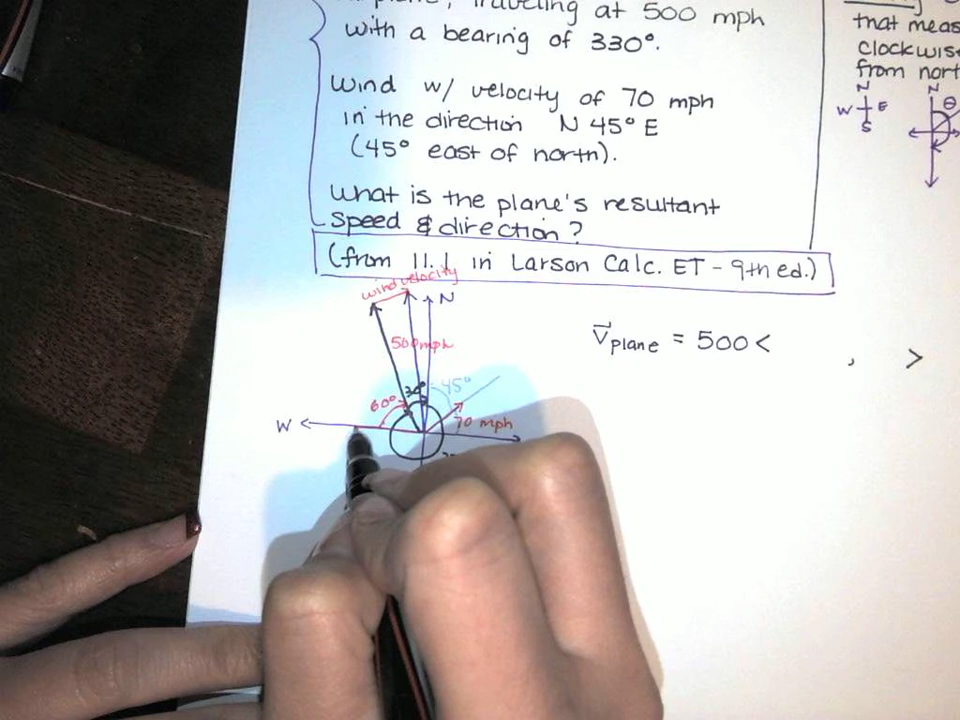 traveling at 500 mph
with a bearing of 330°.
Wind w/ velocity of 70 mph
in the direction N 45° E
(45° east of north).
What is the plane's resultant
speed & direction?
(from 11.1 in Larson Calc. ET - 9th ed.)
that
clockwis
from nort
N
W E
S
N
θ
wind velocity
N
500 mph
30°
45°
60°
70 mph
W
V plane = 500 < , >